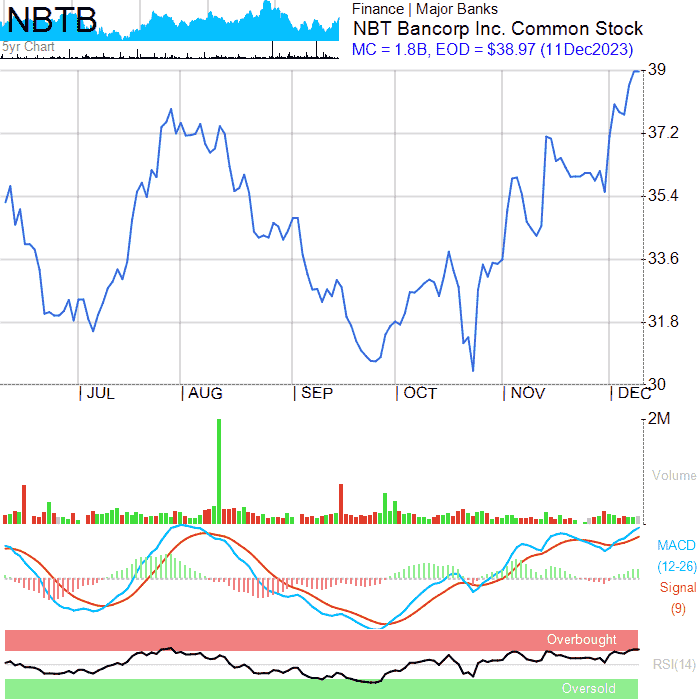 NBTB
5yr Chart
Finance | Major Banks
NBT Bancorp Inc. Common Stock
MC = 1.8B, EOD = $38.97 (11Dec2023)
39
37.2
35.4
33.6
31.8
30
JUL AUG SEP OCT NOV DEC
2M
Volume
MACD
(12-26)
Signal
(9)
Overbought
RSI(14)
Oversold